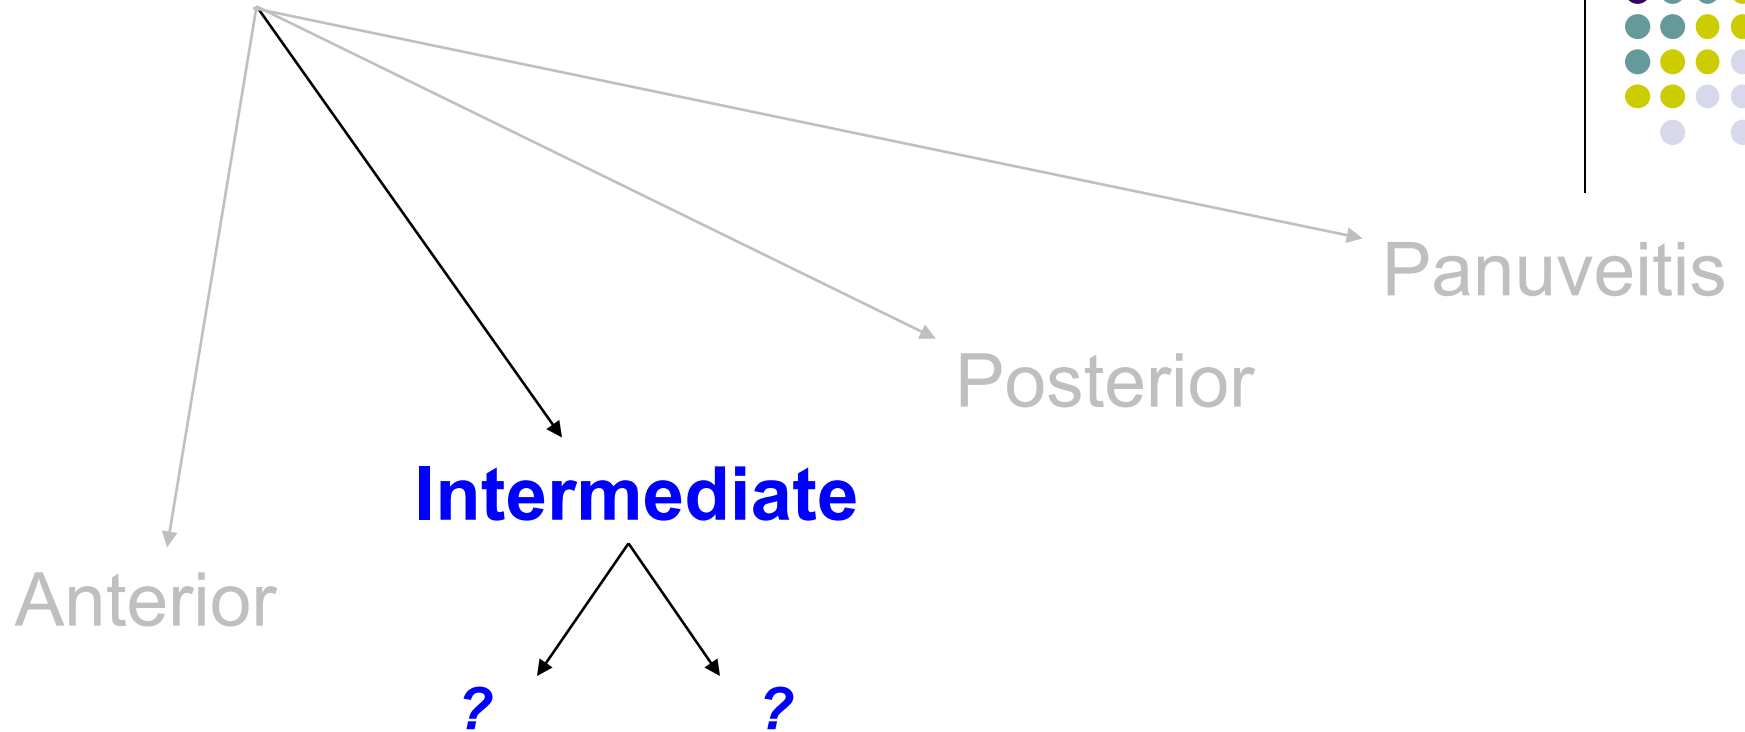 Panuveitis
Posterior
Intermediate
Anterior
? ?